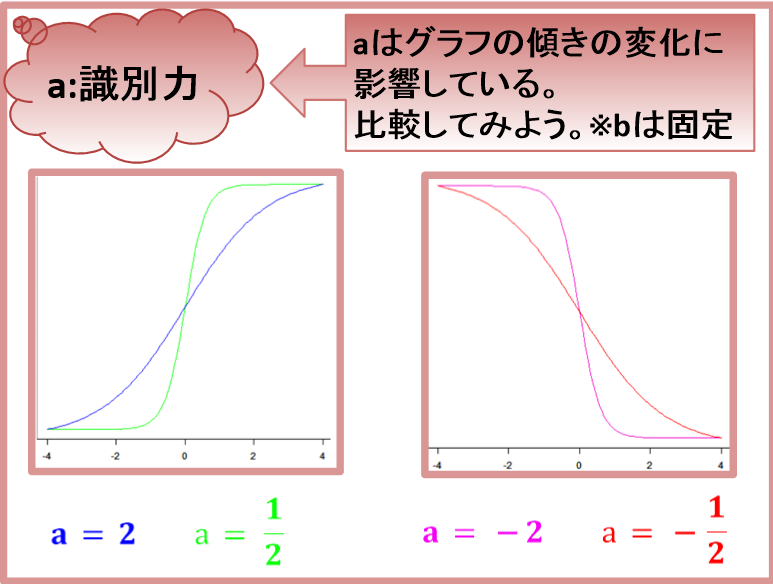 a:識別力
aはグラフの傾きの変化に
影響している。
比較してみよう。※bは固定
-4 -2 0 2 4
-4 -2 0 2 4
a = 2
a = 1/2
a = −2
a = − 1/2